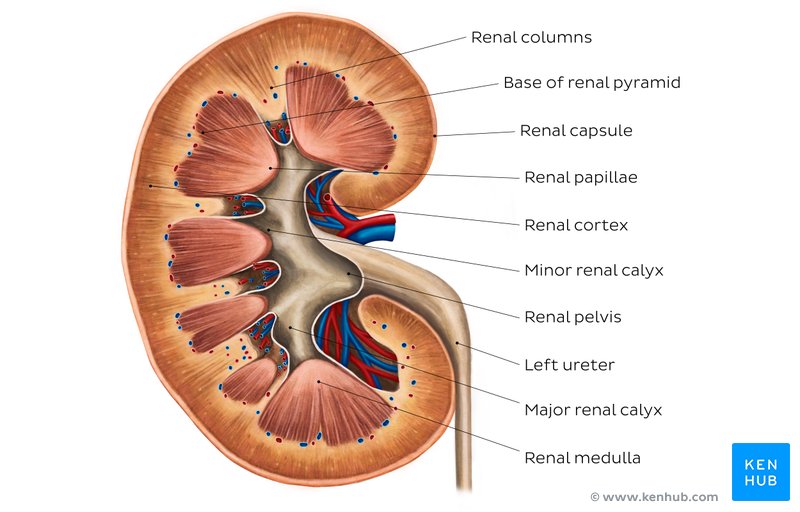 Renal columns
Base of renal pyramid
Renal capsule
Renal papillae
Renal cortex
Minor renal calyx
Renal pelvis
Left ureter
Major renal calyx
Renal medulla
KEN
HUB
© www.kenhub.com